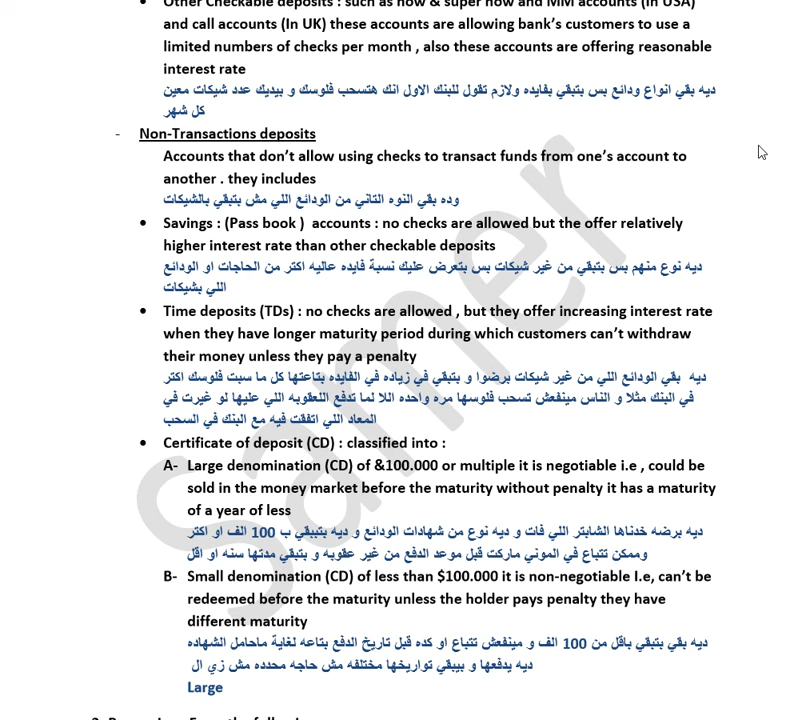 Other Checkable deposits : such as now & super now and MM accounts (in USA)
and call accounts (In UK) these accounts are allowing bank's customers to use a
limited numbers of checks per month , also these accounts are offering reasonable
interest rate
ديه بقي انواع ودائع بس بتبقي بفايده ولازم تقول للبنك الاول انك هتسحب فلوسك و بيديك عدد شيكات معين
كل شهر
- Non-Transactions deposits
Accounts that don't allow using checks to transact funds from one's account to
another . they includes
وده بقي النوه التاني من الودائع اللي مش بتبقي بالشيكات
• Savings : (Pass book ) accounts : no checks are allowed but the offer relatively
higher interest rate than other checkable deposits
ديه نوع منهم بس بتبقي من غير شيكات بس بتعرض عليك نسبة فايده عاليه اكتر من الحاجات او الودائع
اللي بشيكات
• Time deposits (TDs) : no checks are allowed , but they offer increasing interest rate
when they have longer maturity period during which customers can't withdraw
their money unless they pay a penalty
ديه بقي الودائع اللي من غير شيكات برضوا و بتبقي في زياده في الفايده بتاعتها كل ما سبت فلوسك اكتر
في البنك مثلا و الناس مينفعش تسحب فلوسها مره واحده اللا لما تدفع اللعقوبه اللي عليها لو غيرت في
المعاد اللي اتفقت فيه مع البنك في السحب
• Certificate of deposit (CD) : classified into :
A- Large denomination (CD) of &100.000 or multiple it is negotiable i.e , could be
sold in the money market before the maturity without penalty it has a maturity
of a year of less
ديه برضه خدناها الشابتر اللي فات و ديه نوع من شهادات الودائع و ديه بتبيقي ب 100 الف او اكتر
وممكن تتباع في الموني ماركت قبل موعد الدفع من غير عقوبه و بتبقي مدتها سنه او اقل
B- Small denomination (CD) of less than $100.000 it is non-negotiable I.e, can't be
redeemed before the maturity unless the holder pays penalty they have
different maturity
ديه بقي بتبقي باقل من 100 الف و مينفعش تتباع او كده قبل تاريخ الدفع بتاعه لغاية ماحامل الشهاده
ديه يدفعها و بيبقي تواريخها مختلفه مش حاجه محدده مش زي ال
Large
Samer